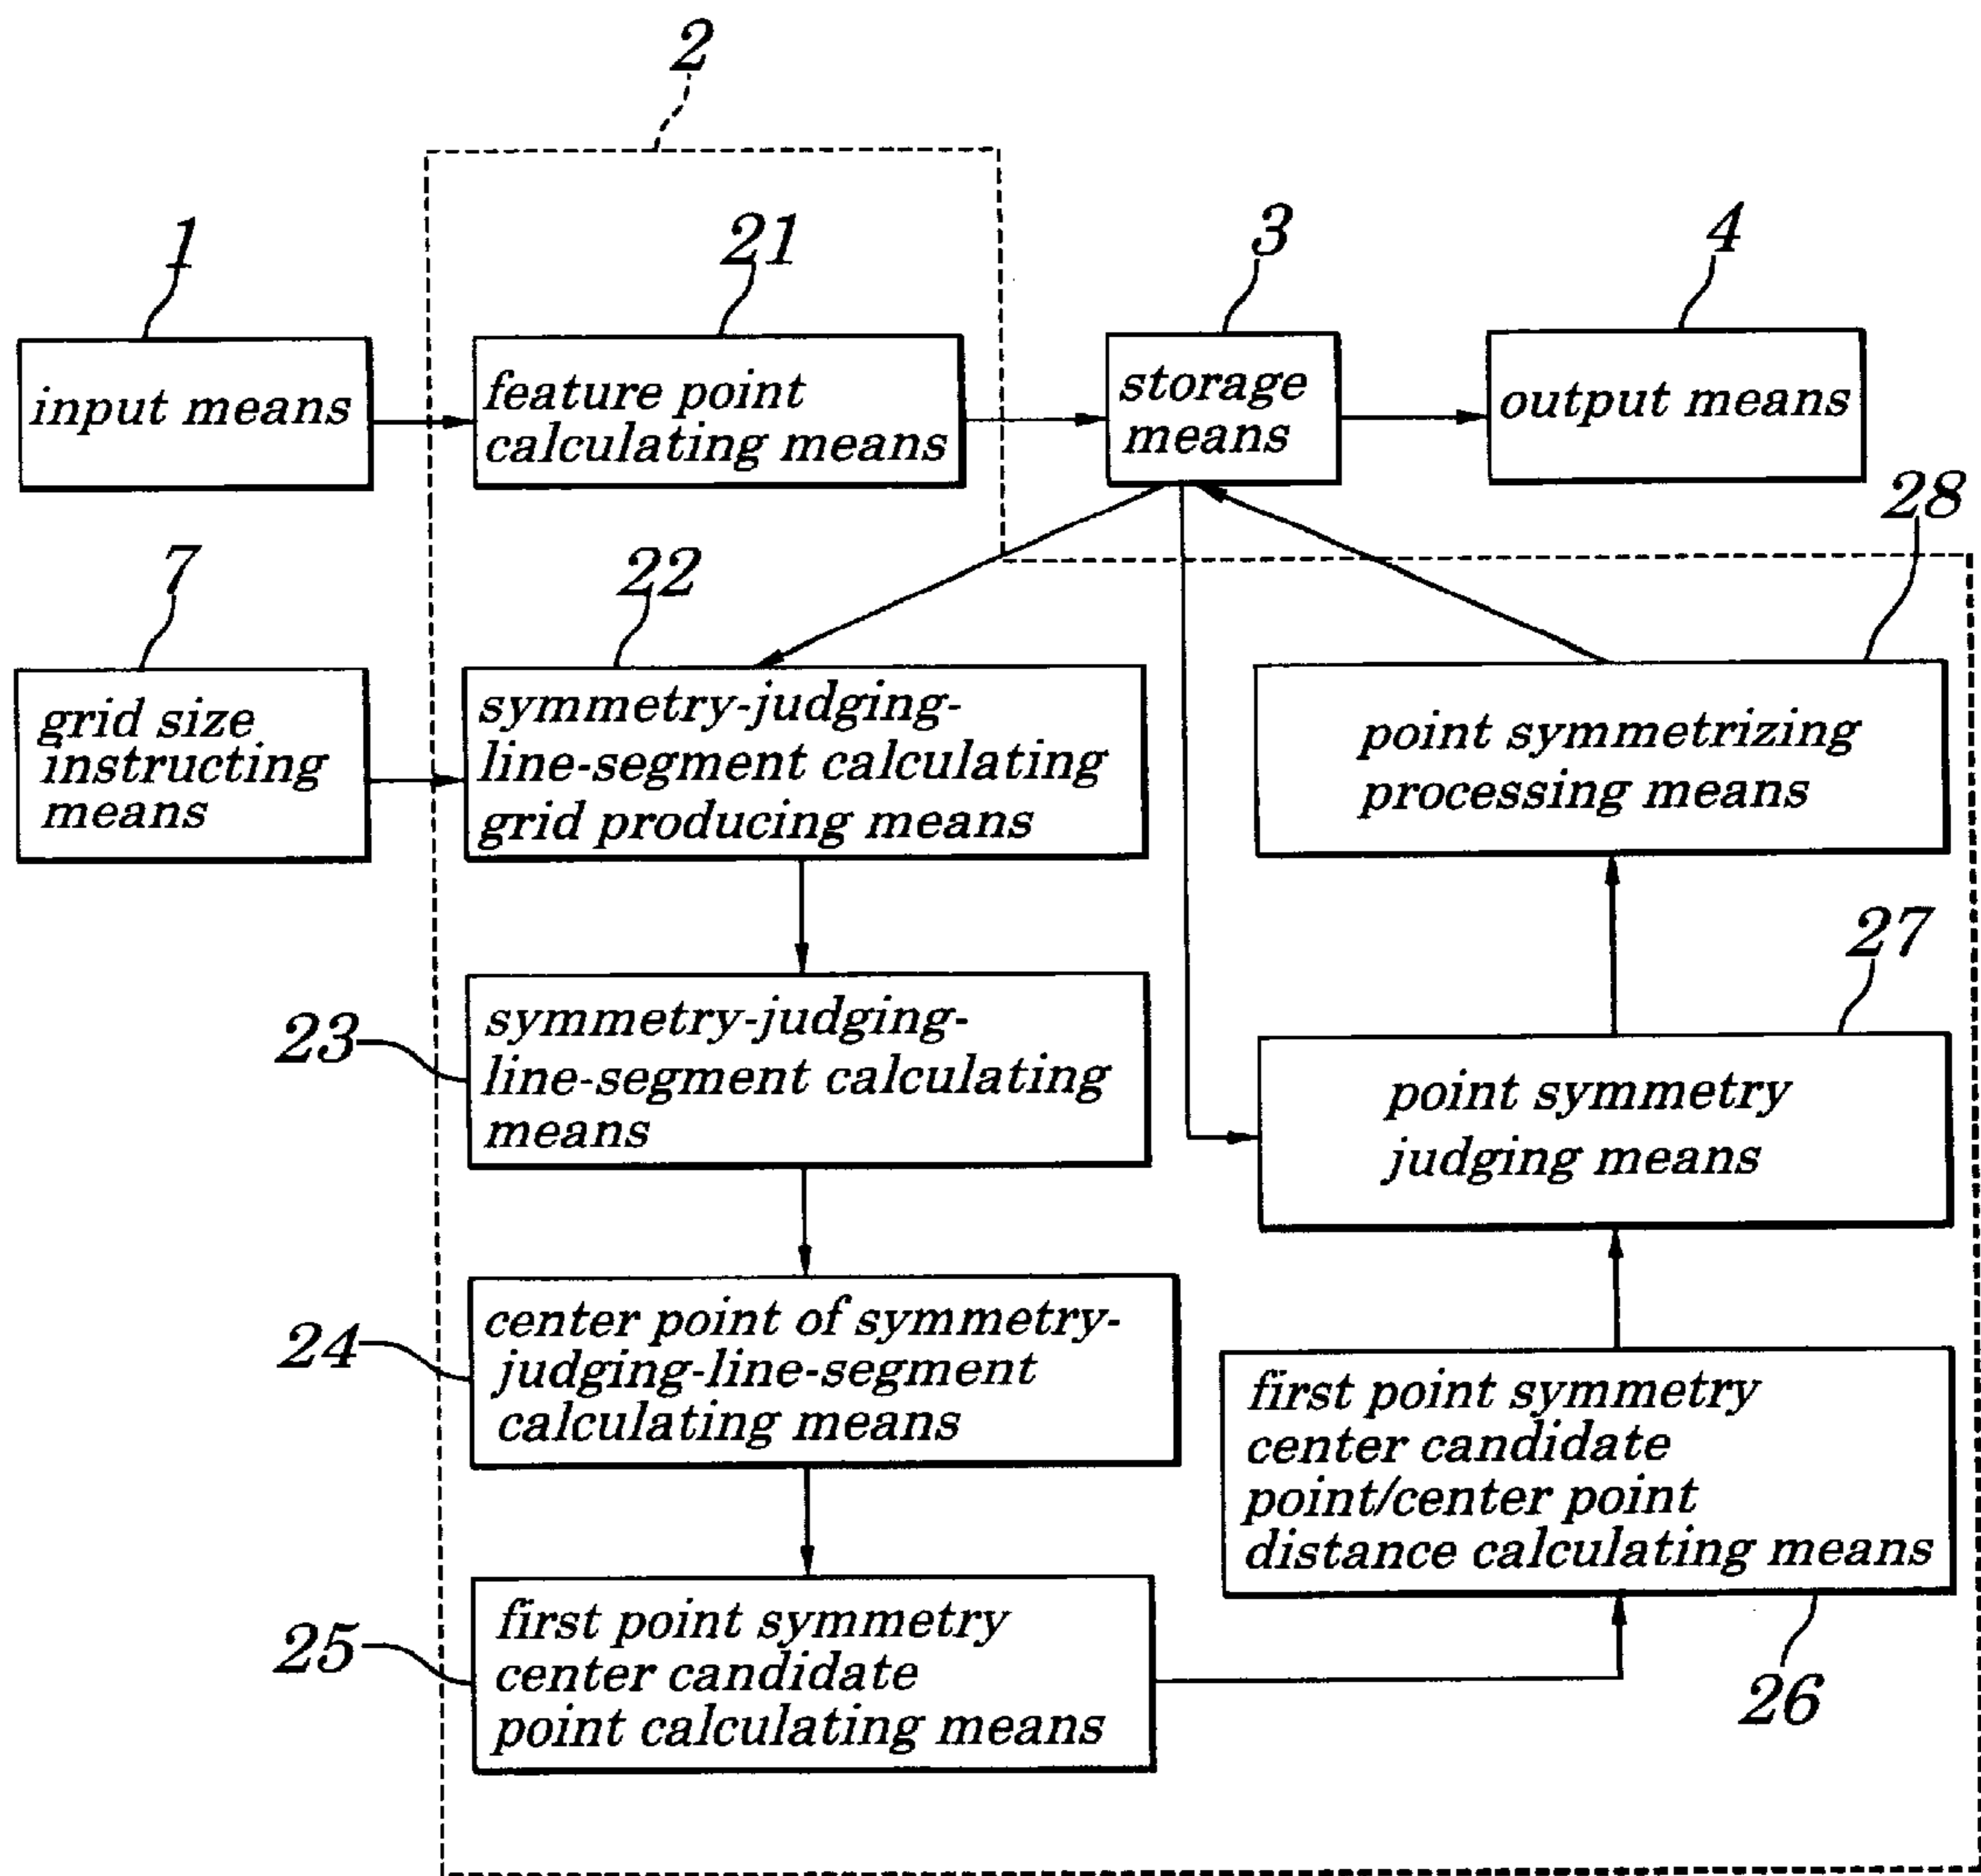 2
1
21
3
4
input means
feature point
calculating means
storage
means
output means
28
7
22
grid size
instructing
means
symmetry-judging-
line-segment calculating
grid producing means
point symmetrizing
processing means
27
23
symmetry-judging-
line-segment calculating
means
point symmetry
judging means
24
center point of symmetry-
judging-line-segment
calculating means
first point symmetry
center candidate
point/center point
distance calculating means
25
first point symmetry
center candidate
point calculating means
26